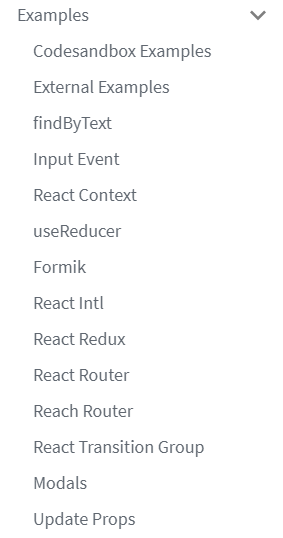 Examples
Codesandbox Examples
External Examples
findByText
Input Event
React Context
useReducer
Formik
React Intl
React Redux
React Router
Reach Router
React Transition Group
Modals
Update Props